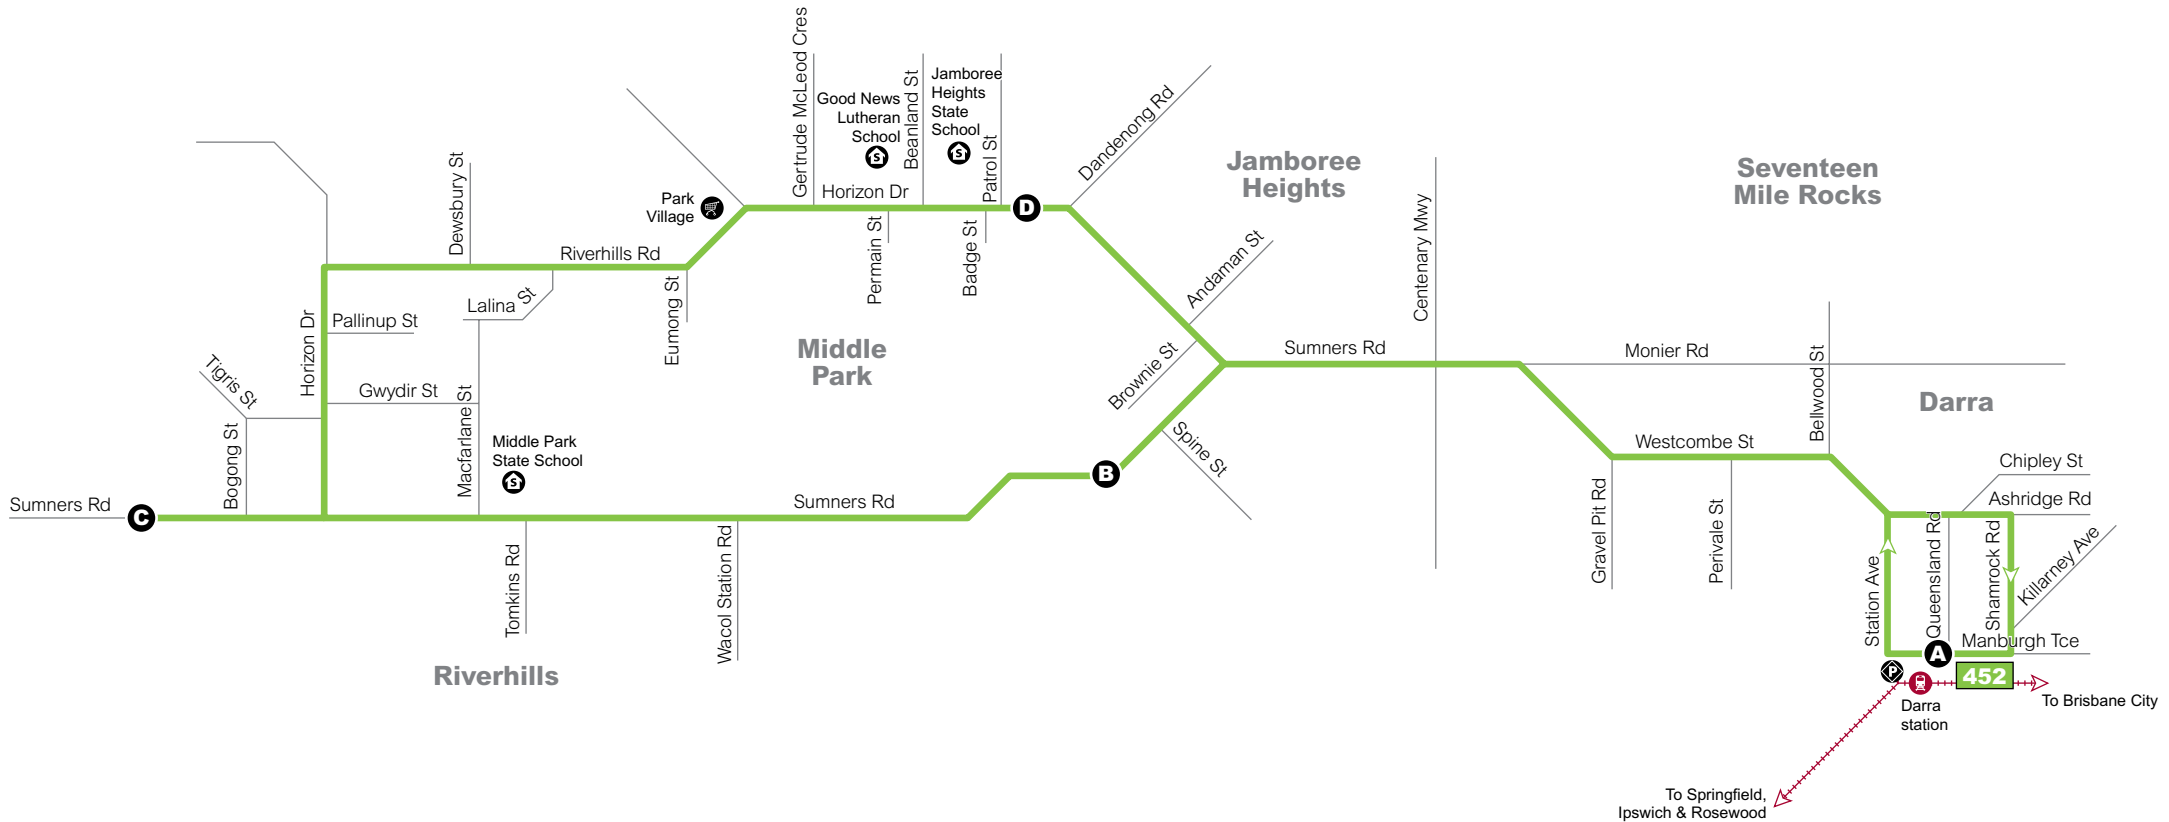 Gertrude McLeod Cres
Good News
Lutheran
School
S
Beanland St
Jamboree
Heights
State
School
S
Patrol St
Dandenong Rd
Jamboree
Heights
Seventeen
Mile Rocks
Dewsbury St
Park
Village
Horizon Dr
D
Riverhills Rd
Permain St
Badge St
Andaman St
Centenary Mwy
Lalina St
Eumong St
Horizon Dr
Pallinup St
Middle
Park
Brownie St
Sumners Rd
Monier Rd
Bellwood St
Tigris St
Gwydir St
Macfarlane St
Darra
Bogong St
Middle Park
State School
S
Spine St
Westcombe St
Chipley St
B
Sumners Rd
C
Sumners Rd
Ashridge Rd
Gravel Pit Rd
Perivale St
Queensland Rd
Shamrock Rd
Killarney Ave
Station Ave
Tomkins Rd
Wacol Station Rd
Manburgh Tce
A
Riverhills
P
452
To Brisbane City
Darra
station
To Springfield,
Ipswich & Rosewood